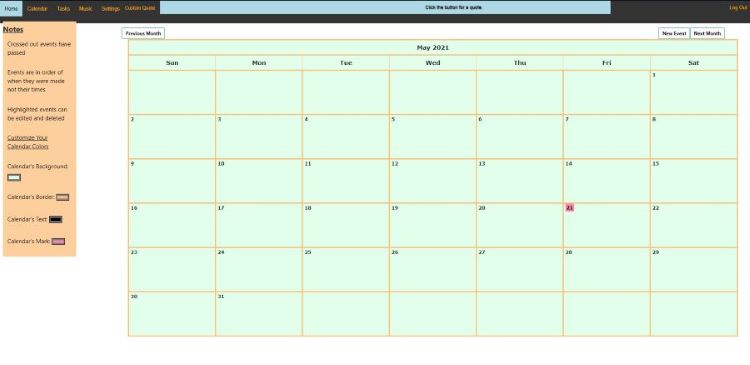 Home Calendar Tasks Music Settings Custom Quote Click the button for a quote. Log Out
Notes
Crossed out events have
passed
Events are in order of
when they were made
not their times
Highlighted events can
be edited and deleted
Customize Your
Calendar Colors
Calendar's Background:
Calendar's Border:
Calendar's Text:
Calendar's Mark:
Previous Month New Event Next Month
May 2021
Sun Mon Tue Wed Thu Fri Sat
1
2 3 4 5 6 7 8
9 10 11 12 13 14 15
16 17 18 19 20 21 22
23 24 25 26 27 28 29
30 31